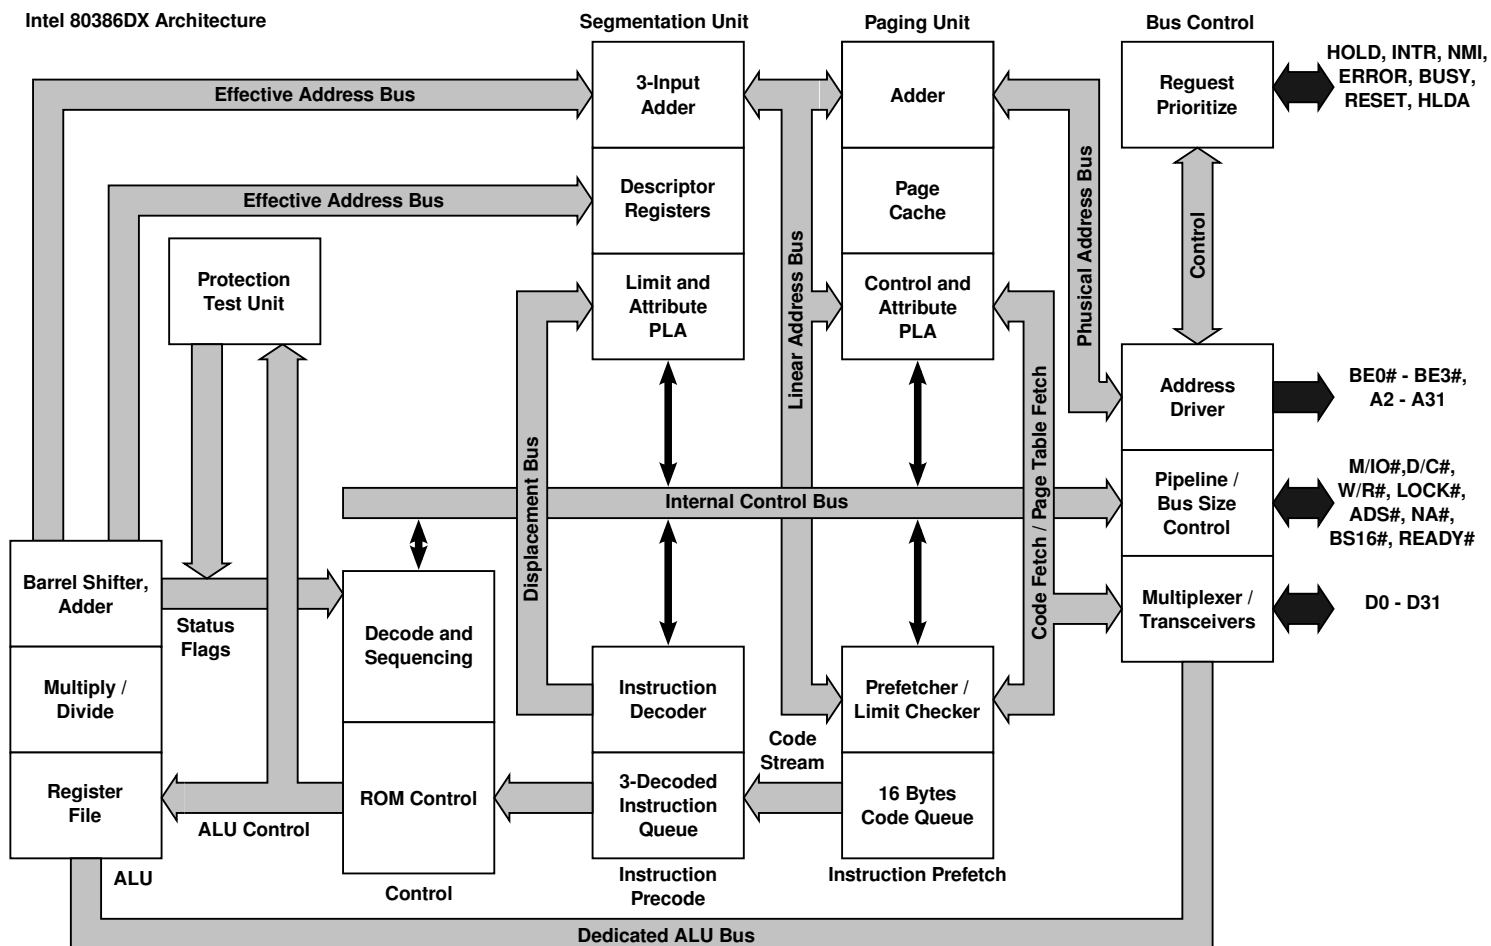 Intel 80386DX Architecture
Segmentation Unit
Paging Unit
Bus Control
Effective Address Bus
3-Input
Adder
Adder
Reguest
Prioritize
HOLD, INTR, NMI,
ERROR, BUSY,
RESET, HLDA
Effective Address Bus
Descriptor
Registers
Page
Cache
Phusical Address Bus
Control
Linear Address Bus
Protection
Test Unit
Limit and
Attribute
PLA
Control and
Attribute
PLA
Address
Driver
BE0# - BE3#,
A2 - A31
Displacement Bus
Code Fetch / Page Table Fetch
Internal Control Bus
Pipeline /
Bus Size
Control
M/IO#,D/C#,
W/R#, LOCK#,
ADS#, NA#,
BS16#, READY#
Barrel Shifter,
Adder
Status
Flags
Decode and
Sequencing
Multiplexer /
Transceivers
D0 - D31
Multiply /
Divide
Instruction
Decoder
Prefetcher /
Limit Checker
Code
Stream
Register
File
ALU Control
ROM Control
3-Decoded
Instruction
Queue
16 Bytes
Code Queue
ALU
Control
Instruction
Precode
Instruction Prefetch
Dedicated ALU Bus